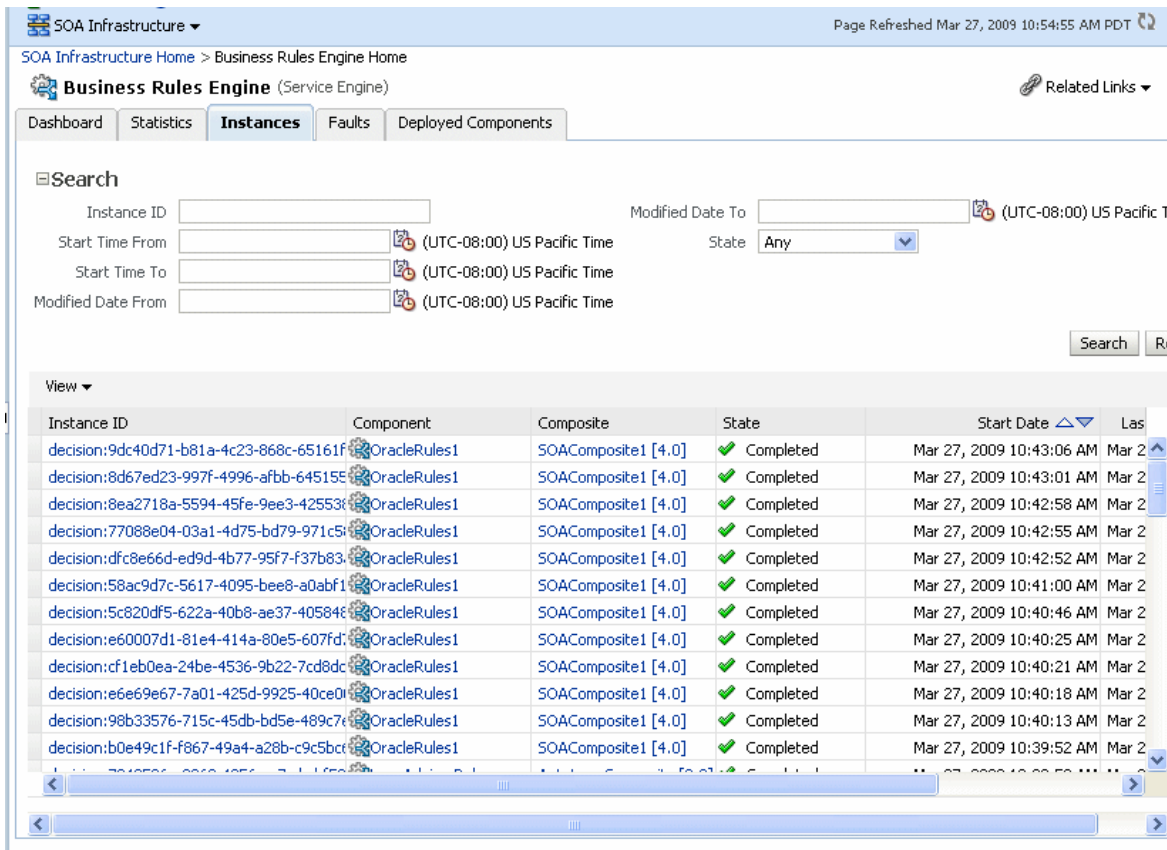 SOA Infrastructure
Page Refreshed Mar 27, 2009 10:54:55 AM PDT
SOA Infrastructure Home > Business Rules Engine Home
Business Rules Engine (Service Engine)
Related Links
Dashboard Statistics Instances Faults Deployed Components
Search
Instance ID
Modified Date To (UTC-08:00) US Pacific T
Start Time From (UTC-08:00) US Pacific Time
State Any
Start Time To (UTC-08:00) US Pacific Time
Modified Date From (UTC-08:00) US Pacific Time
Search R
View
Instance ID Component Composite State Start Date Las
decision:9dc40d71-b81a-4c23-868c-65161f OracleRules1 SOAComposite1 [4.0] Completed Mar 27, 2009 10:43:06 AM Mar 2
decision:8d67ed23-997f-4996-afbb-645155 OracleRules1 SOAComposite1 [4.0] Completed Mar 27, 2009 10:43:01 AM Mar 2
decision:8ea2718a-5594-45fe-9ee3-425538 OracleRules1 SOAComposite1 [4.0] Completed Mar 27, 2009 10:42:58 AM Mar 2
decision:77088e04-03a1-4d75-bd79-971c5 OracleRules1 SOAComposite1 [4.0] Completed Mar 27, 2009 10:42:55 AM Mar 2
decision:dfc8e66d-ed9d-4b77-95f7-f37b83 OracleRules1 SOAComposite1 [4.0] Completed Mar 27, 2009 10:42:52 AM Mar 2
decision:58ac9d7c-5617-4095-bee8-a0abf1 OracleRules1 SOAComposite1 [4.0] Completed Mar 27, 2009 10:41:00 AM Mar 2
decision:5c820df5-622a-40b8-ae37-405848 OracleRules1 SOAComposite1 [4.0] Completed Mar 27, 2009 10:40:46 AM Mar 2
decision:e60007d1-81e4-414a-80e5-607fd OracleRules1 SOAComposite1 [4.0] Completed Mar 27, 2009 10:40:25 AM Mar 2
decision:cf1eb0ea-24be-4536-9b22-7cd8dc OracleRules1 SOAComposite1 [4.0] Completed Mar 27, 2009 10:40:21 AM Mar 2
decision:e6e69e67-7a01-425d-9925-40ce0 OracleRules1 SOAComposite1 [4.0] Completed Mar 27, 2009 10:40:18 AM Mar 2
decision:98b33576-715c-45db-bd5e-489c7e OracleRules1 SOAComposite1 [4.0] Completed Mar 27, 2009 10:40:13 AM Mar 2
decision:b0e49c1f-f867-49a4-a28b-c9c5bc OracleRules1 SOAComposite1 [4.0] Completed Mar 27, 2009 10:39:52 AM Mar 2